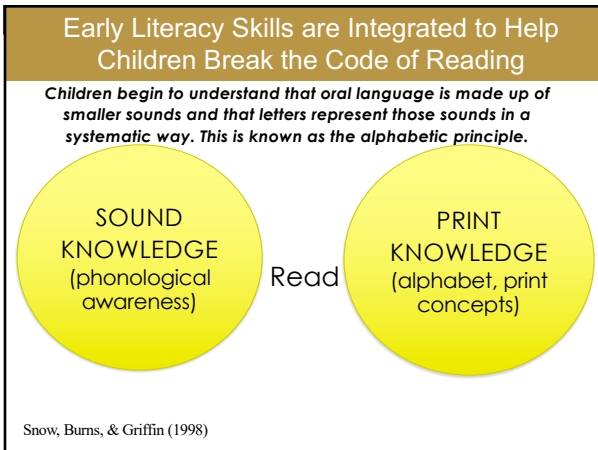 Early Literacy Skills are Integrated to Help
Children Break the Code of Reading
Children begin to understand that oral language is made up of
smaller sounds and that letters represent those sounds in a
systematic way. This is known as the alphabetic principle.
SOUND
KNOWLEDGE
(phonological
awareness)
Read
PRINT
KNOWLEDGE
(alphabet, print
concepts)
Snow, Burns, & Griffin (1998)